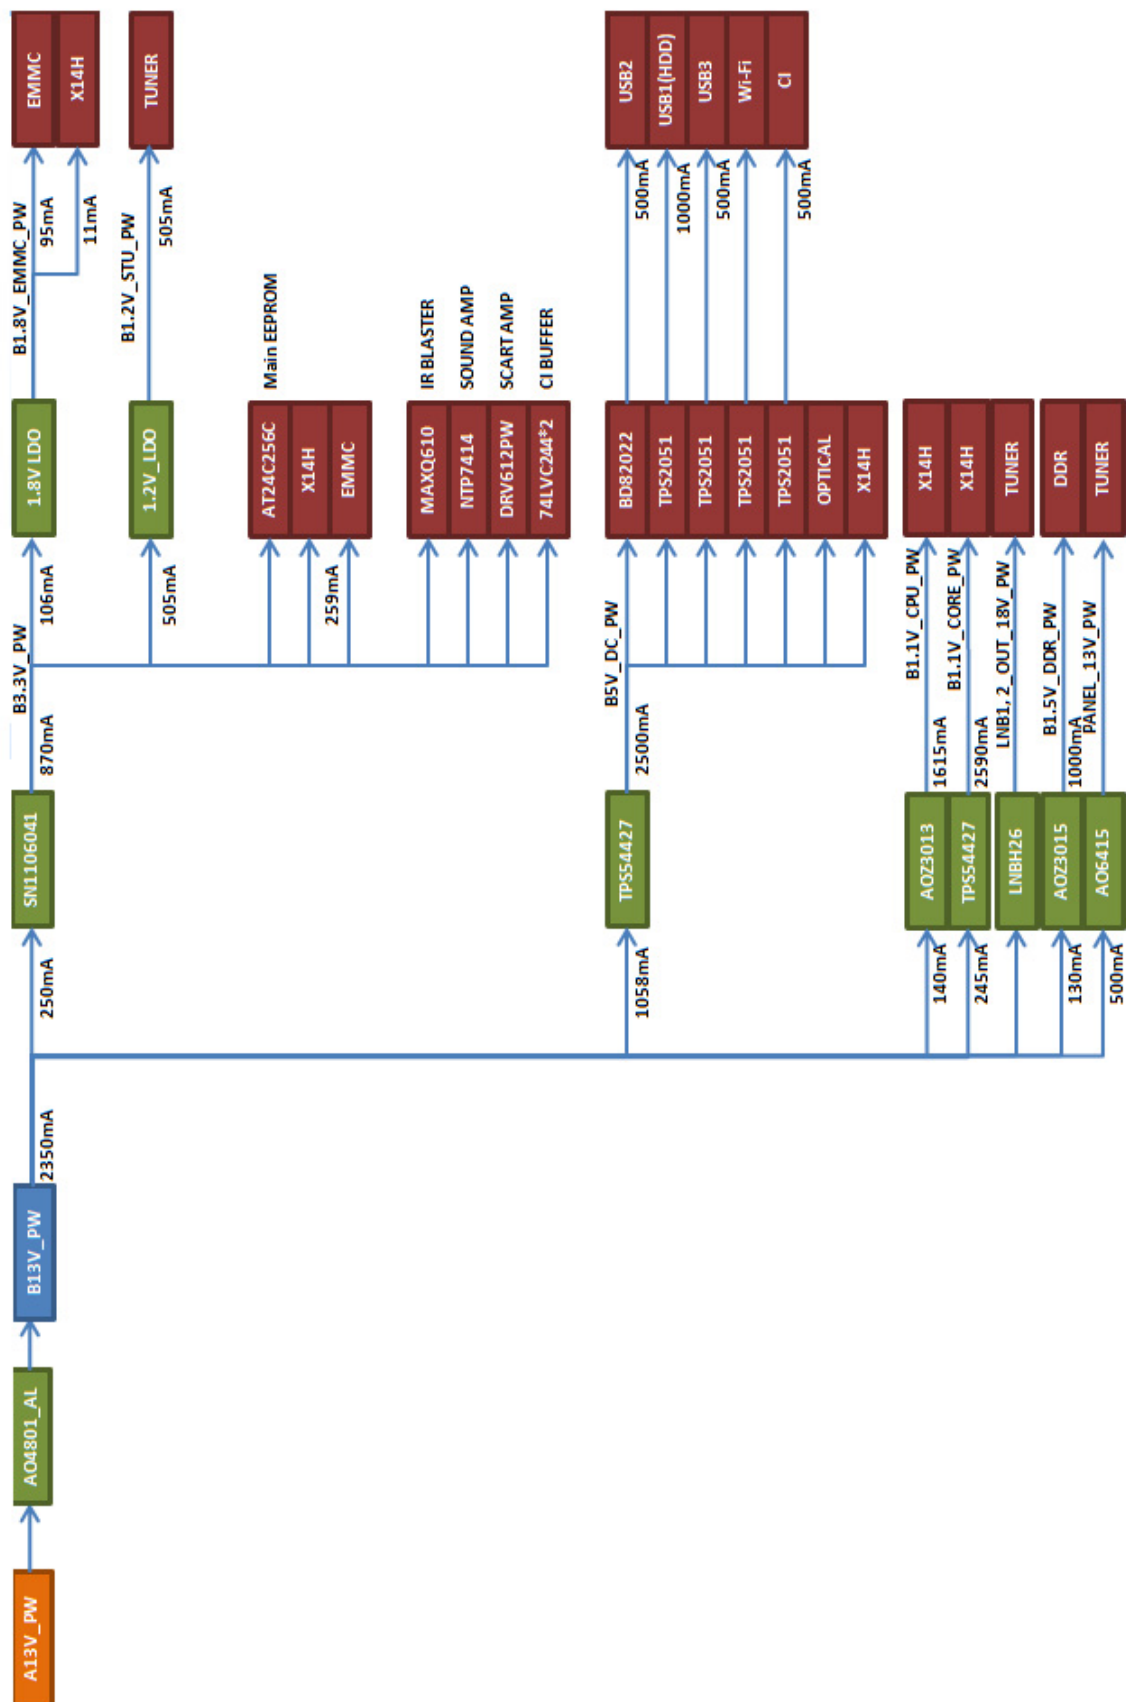 A13V_PW
AO4801_AL
B13V_PW
2350mA
250mA
SN1106041
870mA
B3.3V_PW
106mA
1.8V LDO
B1.8V_EMMC_PW
95mA
EMMC
11mA
X14H
505mA
1.2V_LDO
B1.2V_STU_PW
505mA
TUNER
AT24C256C
Main EEPROM
X14H
259mA
EMMC
MAXQ610
IR BLASTER
NTP7414
SOUND AMP
DRV612PW
SCART AMP
74LVC244*2
CI BUFFER
1058mA
TPS54427
2500mA
B5V_DC_PW
BD82022
500mA
USB2
TPS2051
1000mA
USB1(HDD)
TPS2051
500mA
USB3
TPS2051
Wi-Fi
TPS2051
500mA
CI
OPTICAL
X14H
140mA
AOZ3013
1615mA
B1.1V_CPU_PW
X14H
245mA
TPS54427
2590mA
B1.1V_CORE_PW
X14H
LNBH26
LNB1, 2_OUT_18V_PW
TUNER
130mA
AOZ3015
1000mA
B1.5V_DDR_PW
DDR
500mA
AO6415
PANEL_13V_PW
TUNER